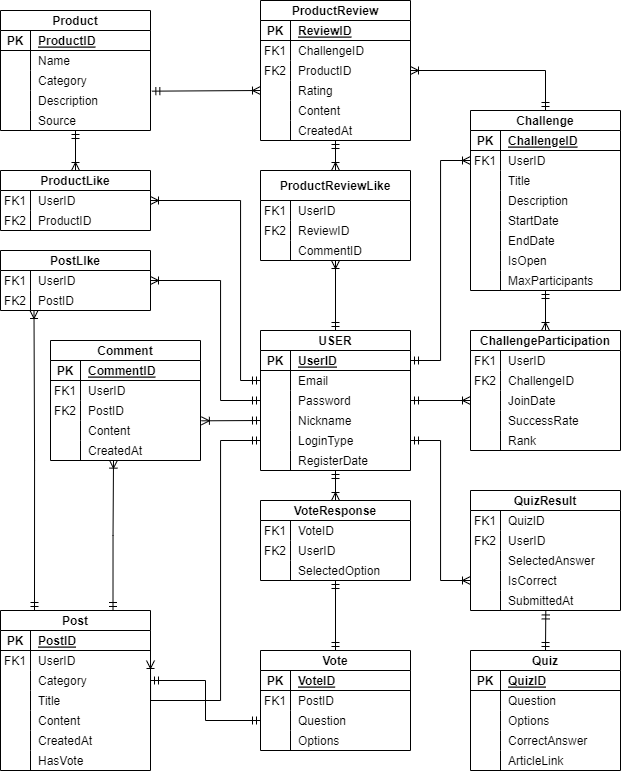 Product
PK ProductID
Name
Category
Description
Source
ProductReview
PK ReviewID
FK1 ChallengeID
FK2 ProductID
Rating
Content
CreatedAt
Challenge
PK ChallengeID
FK1 UserID
Title
Description
StartDate
EndDate
IsOpen
MaxParticipants
ProductLike
FK1 UserID
FK2 ProductID
ProductReviewLike
FK1 UserID
FK2 ReviewID
CommentID
PostLIke
FK1 UserID
FK2 PostID
Comment
PK CommentID
FK1 UserID
FK2 PostID
Content
CreatedAt
USER
PK UserID
Email
Password
Nickname
LoginType
RegisterDate
ChallengeParticipation
FK1 UserID
FK2 ChallengeID
JoinDate
SuccessRate
Rank
VoteResponse
FK1 VoteID
FK2 UserID
SelectedOption
QuizResult
FK1 QuizID
FK2 UserID
SelectedAnswer
IsCorrect
SubmittedAt
Post
PK PostID
FK1 UserID
Category
Title
Content
CreatedAt
HasVote
Vote
PK VoteID
FK1 PostID
Question
Options
Quiz
PK QuizID
Question
Options
CorrectAnswer
ArticleLink